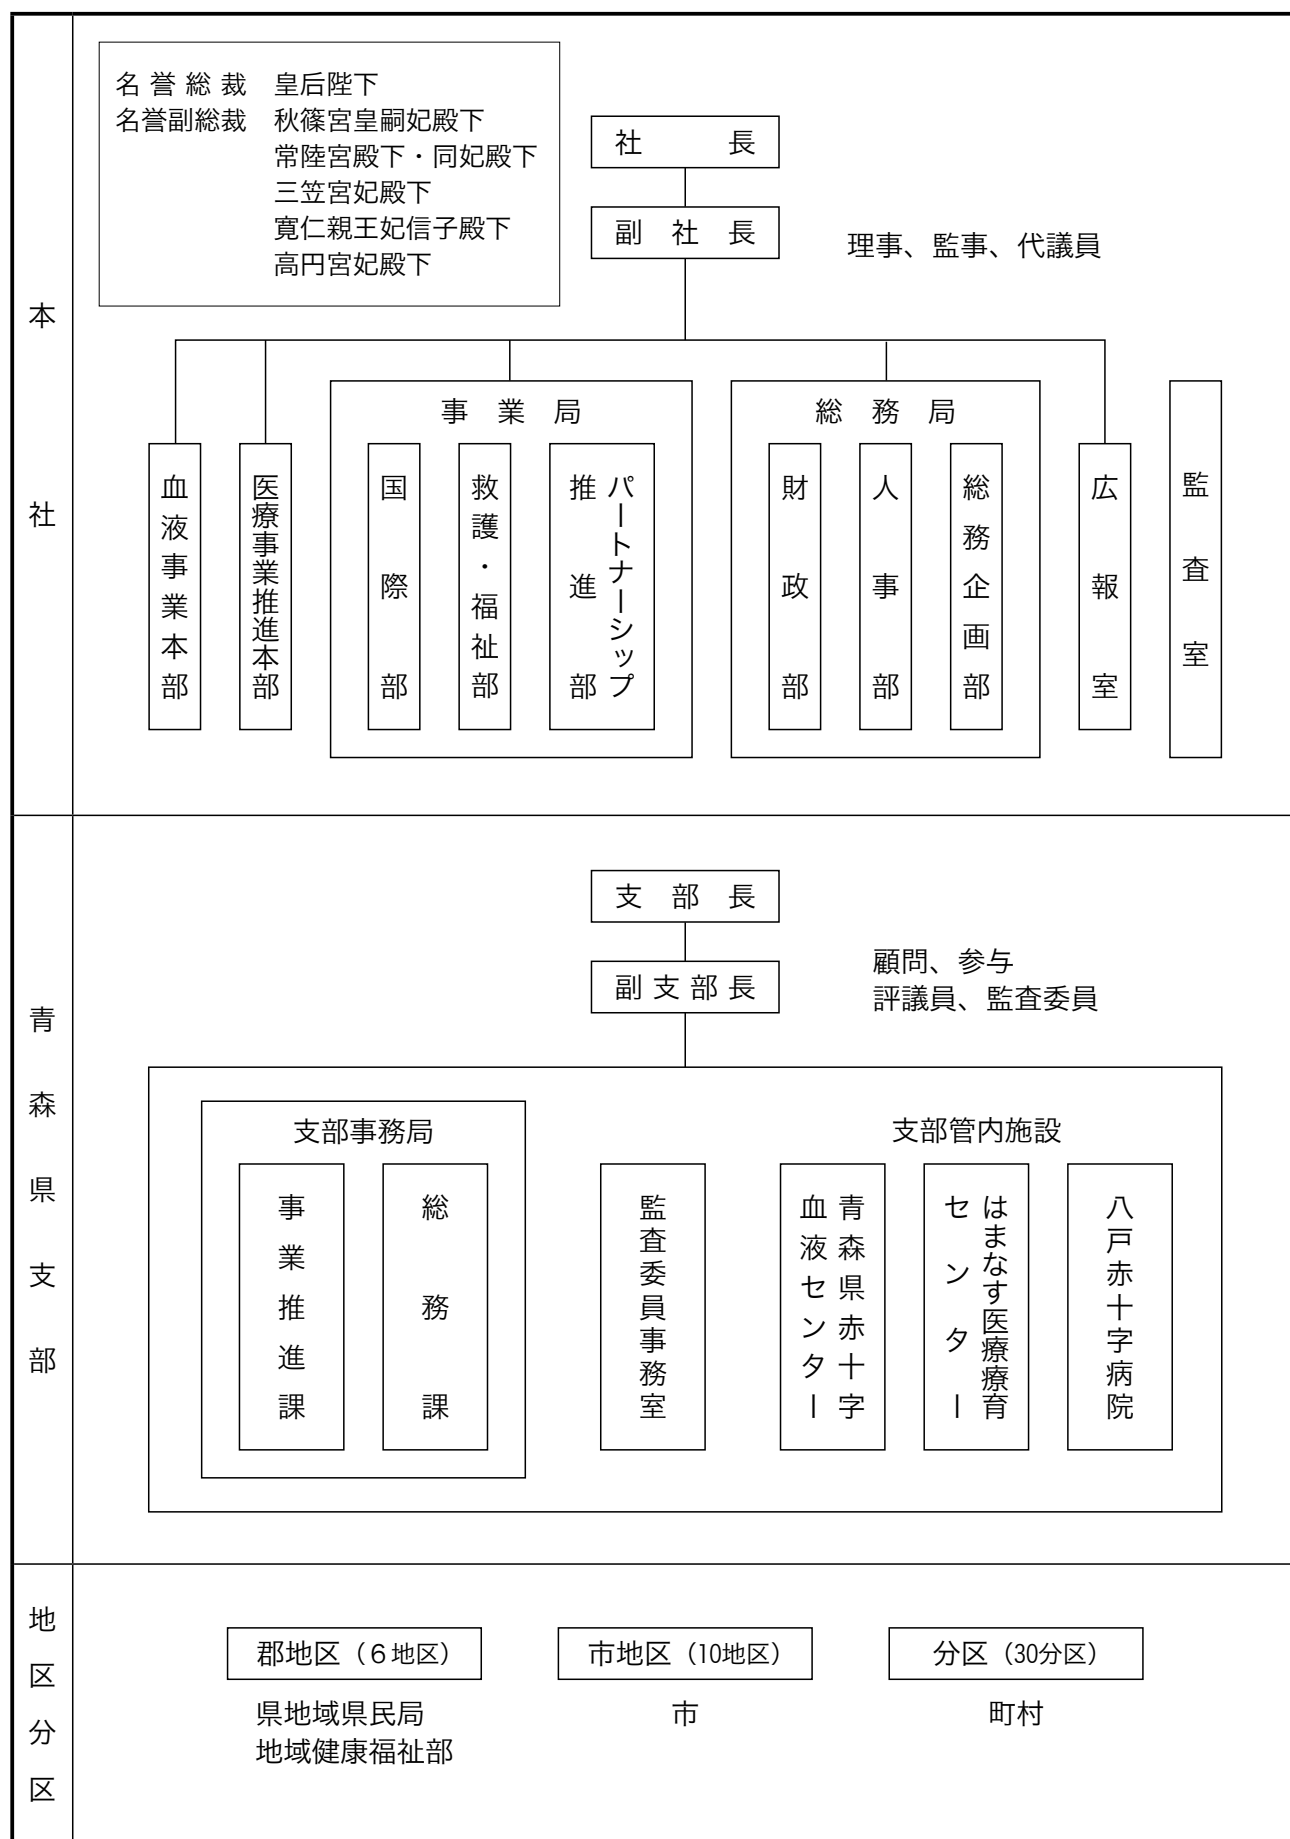 本社
名誉総裁　皇后陛下
名誉副総裁　秋篠宮皇嗣妃殿下
常陸宮殿下・同妃殿下
三笠宮妃殿下
寛仁親王妃信子殿下
高円宮妃殿下
社長
副社長
理事、監事、代議員
血液事業本部
医療事業推進本部
事業局
国際部
救護・福祉部
パートナーシップ
推進部
総務局
財政部
人事部
総務企画部
広報室
監査室
青森県支部
支部長
副支部長
顧問、参与
評議員、監査委員
支部事務局
事業推進課
総務課
監査委員事務室
支部管内施設
青森県赤十字
血液センター
はまなす医療療育
センター
八戸赤十字病院
地区分区
郡地区（６地区）
県地域県民局
地域健康福祉部
市地区（10地区）
市
分区（30分区）
町村